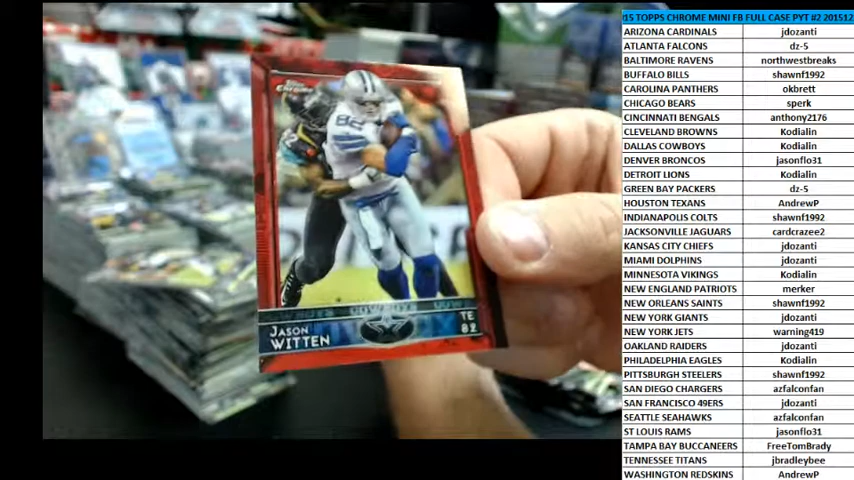 Topps
Chrome
82
COWBOYS
JASON
WITTEN
TE
82
15 TOPPS CHROME MINI FB FULL CASE PYT #2 201512
ARIZONA CARDINALS jdozanti
ATLANTA FALCONS dz-5
BALTIMORE RAVENS northwestbreaks
BUFFALO BILLS shawnf1992
CAROLINA PANTHERS okbrett
CHICAGO BEARS sperk
CINCINNATI BENGALS anthony2176
CLEVELAND BROWNS Kodialin
DALLAS COWBOYS Kodialin
DENVER BRONCOS jasonflo31
DETROIT LIONS Kodialin
GREEN BAY PACKERS dz-5
HOUSTON TEXANS AndrewP
INDIANAPOLIS COLTS shawnf1992
JACKSONVILLE JAGUARS cardcrazee2
KANSAS CITY CHIEFS jdozanti
MIAMI DOLPHINS jdozanti
MINNESOTA VIKINGS Kodialin
NEW ENGLAND PATRIOTS merker
NEW ORLEANS SAINTS shawnf1992
NEW YORK GIANTS jdozanti
NEW YORK JETS warning419
OAKLAND RAIDERS jdozanti
PHILADELPHIA EAGLES Kodialin
PITTSBURGH STEELERS shawnf1992
SAN DIEGO CHARGERS azfalconfan
SAN FRANCISCO 49ERS jdozanti
SEATTLE SEAHAWKS azfalconfan
ST LOUIS RAMS jasonflo31
TAMPA BAY BUCCANEERS FreeTomBrady
TENNESSEE TITANS jbradleybee
WASHINGTON REDSKINS AndrewP